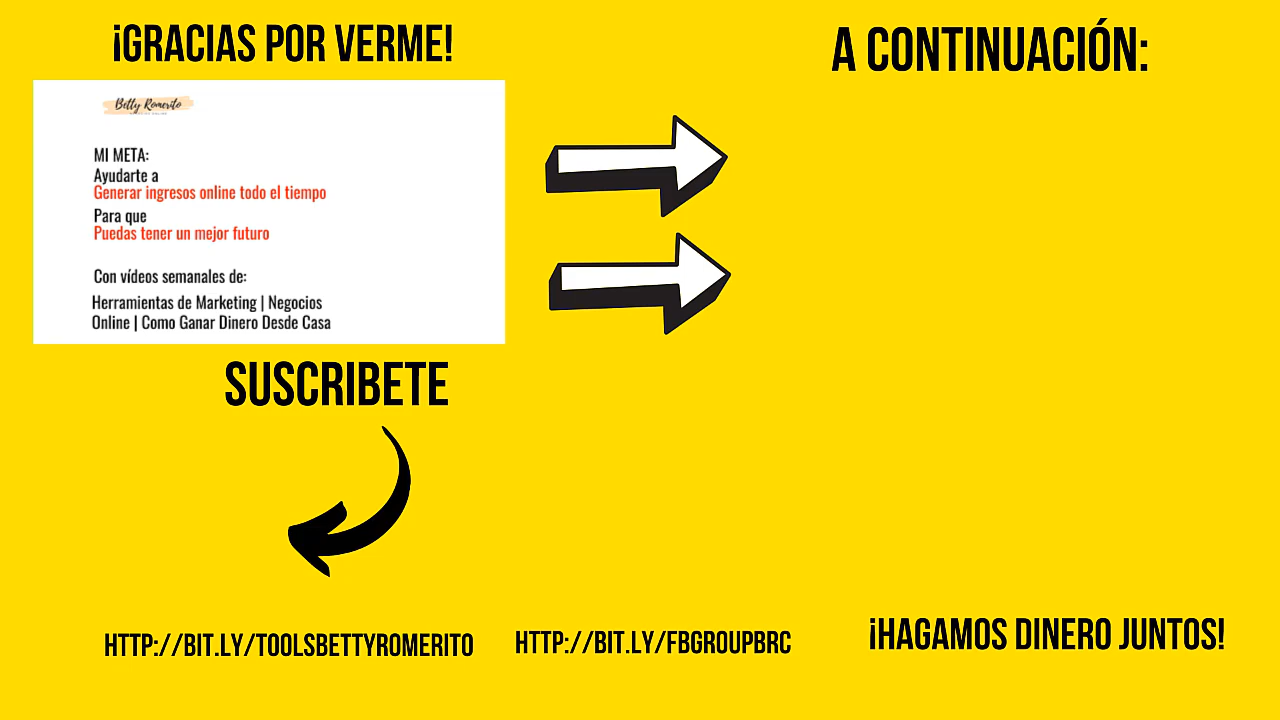 ¡GRACIAS POR VERME!
A CONTINUACIÓN:
Betty Romerito
MI META:
Ayudarte a
Generar ingresos online todo el tiempo
Para que
Puedas tener un mejor futuro
Con vídeos semanales de:
Herramientas de Marketing | Negocios
Online | Como Ganar Dinero Desde Casa
SUSCRIBETE
HTTP://BIT.LY/TOOLSBETTYROMERITO
HTTP://BIT.LY/FBGROUPBRC
¡HAGAMOS DINERO JUNTOS!